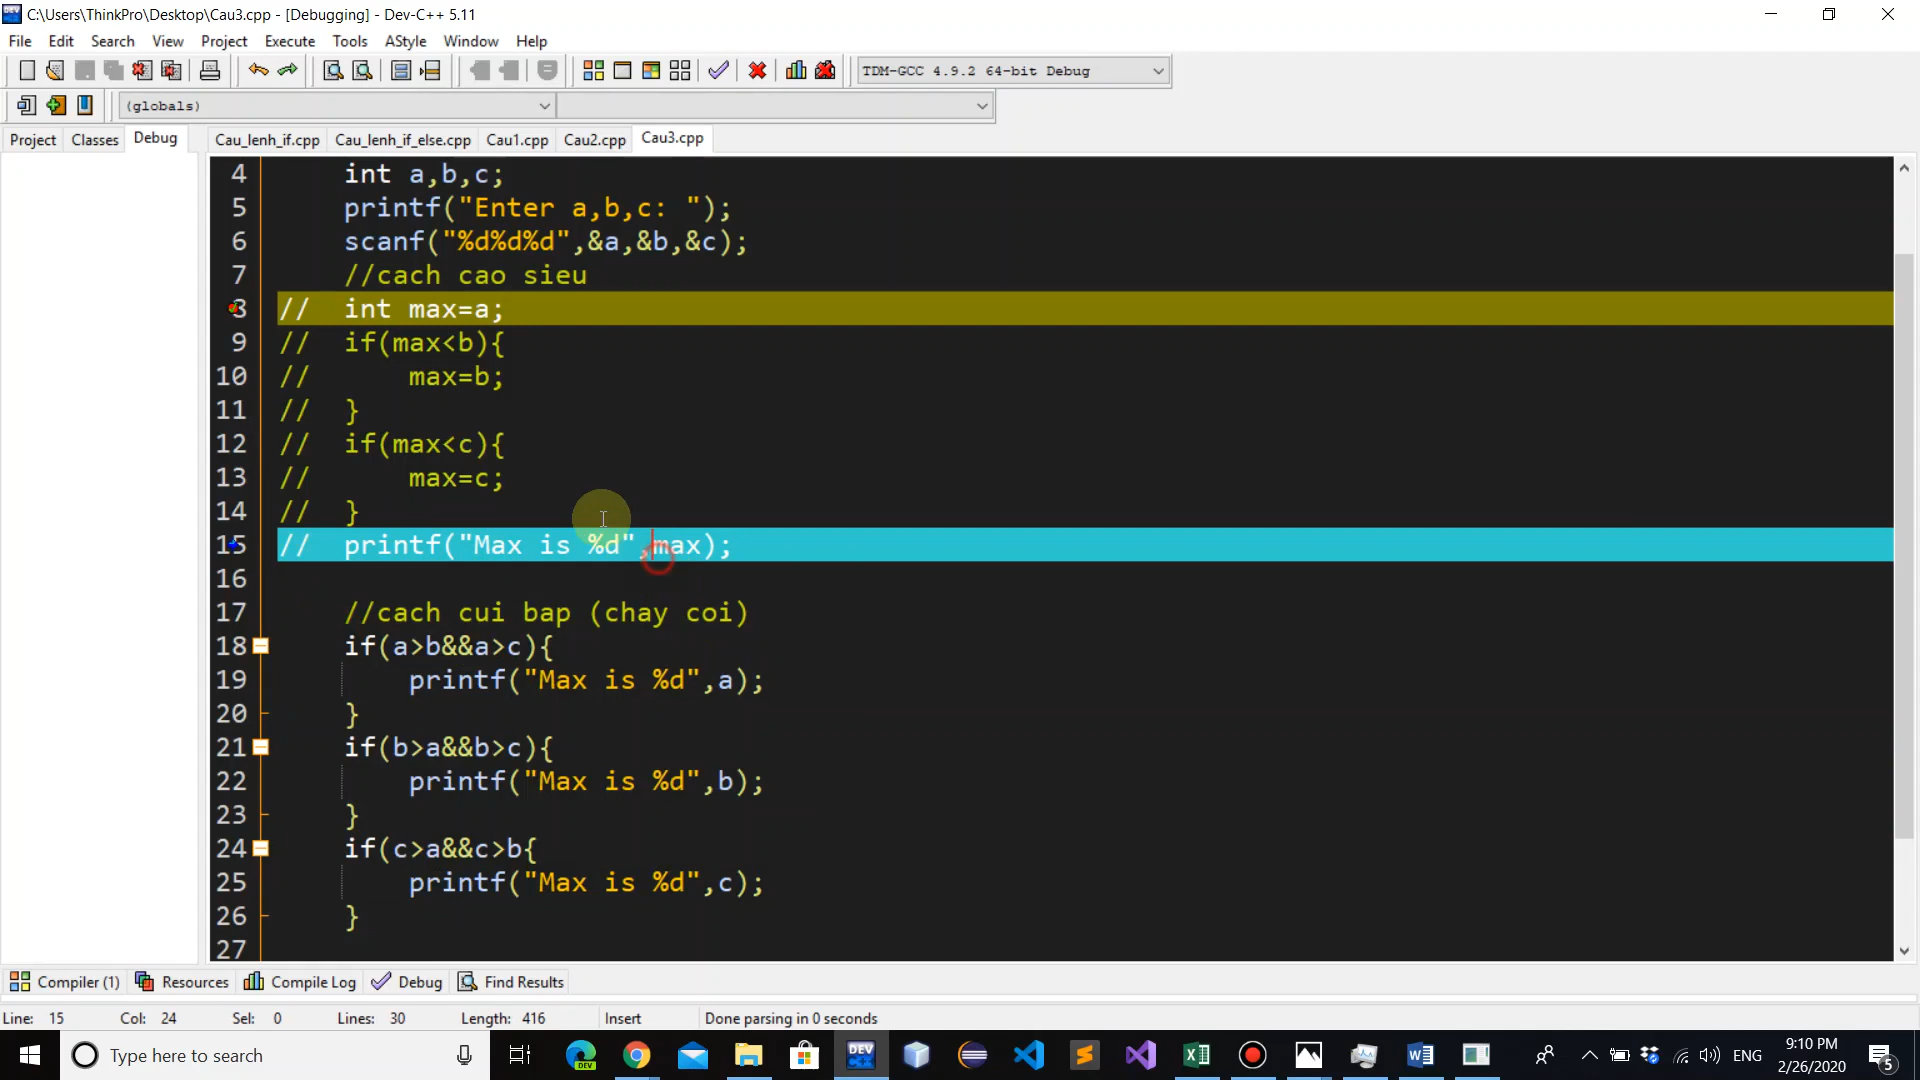 C:\Users\ThinkPro\Desktop\Cau3.cpp - [Debugging] - Dev-C++ 5.11
File Edit Search View Project Execute Tools AStyle Window Help
TDM-GCC 4.9.2 64-bit Debug
(globals)
Project Classes Debug Cau_lenh_if.cpp Cau_lenh_if_else.cpp Cau1.cpp Cau2.cpp Cau3.cpp
4 int a,b,c;
5 printf("Enter a,b,c: ");
6 scanf("%d%d%d",&a,&b,&c);
7 //cach cao sieu
8 // int max=a;
9 // if(max<b){
10 // max=b;
11 // }
12 // if(max<c){
13 // max=c;
14 // }
15 // printf("Max is %d",max);
16
17 //cach cui bap (chay coi)
18 if(a>b&&a>c){
19 printf("Max is %d",a);
20 }
21 if(b>a&&b>c){
22 printf("Max is %d",b);
23 }
24 if(c>a&&c>b{
25 printf("Max is %d",c);
26 }
27
Compiler (1) Resources Compile Log Debug Find Results
Line: 15 Col: 24 Sel: 0 Lines: 30 Length: 416 Insert Done parsing in 0 seconds
Type here to search
DEV
DEV
ENG
9:10 PM
2/26/2020
5